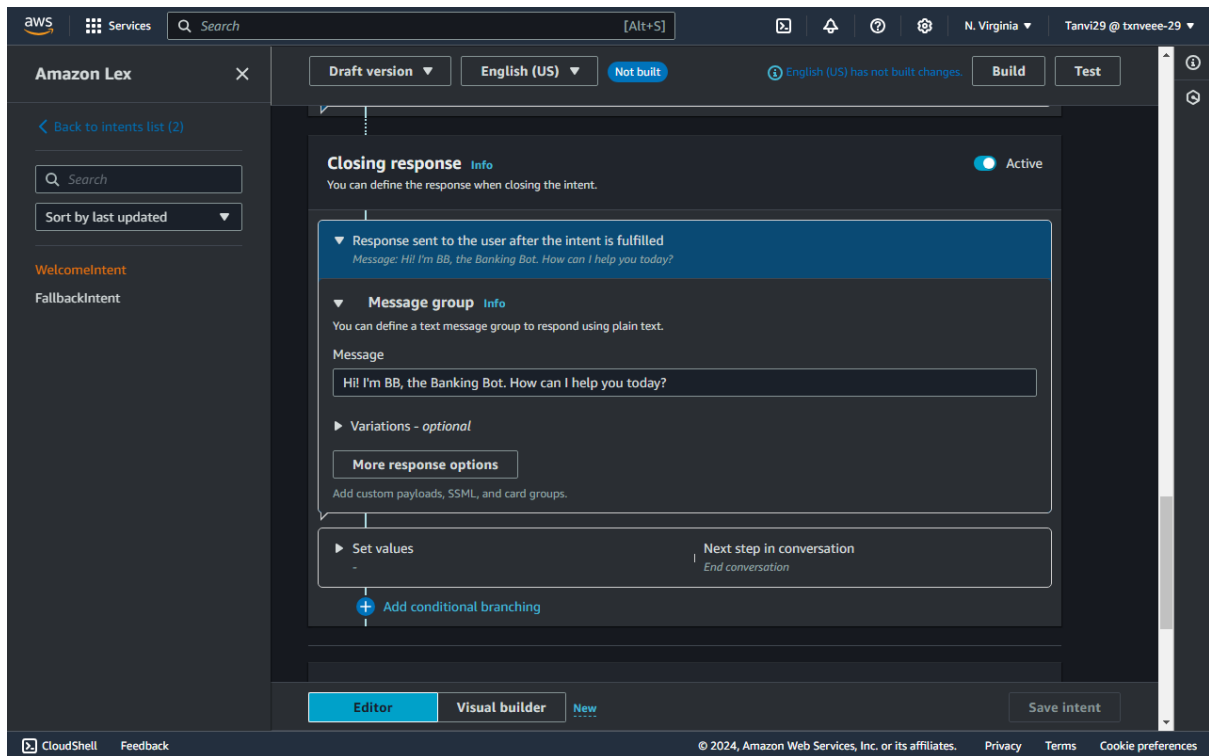 aws Services Search [Alt+S] N. Virginia ▼ Tanvi29 @ txnveee-29 ▼
Amazon Lex
Back to intents list (2)
Search
Sort by last updated
WelcomeIntent
FallbackIntent
Draft version ▼ English (US) ▼ Not built English (US) has not built changes. Build Test
Closing response Info Active
You can define the response when closing the intent.
Response sent to the user after the intent is fulfilled
Message: Hi! I'm BB, the Banking Bot. How can I help you today?
Message group Info
You can define a text message group to respond using plain text.
Message
Hi! I'm BB, the Banking Bot. How can I help you today?
Variations - optional
More response options
Add custom payloads, SSML, and card groups.
Set values Next step in conversation
- End conversation
Add conditional branching
Editor Visual builder New Save intent
CloudShell Feedback © 2024, Amazon Web Services, Inc. or its affiliates. Privacy Terms Cookie preferences